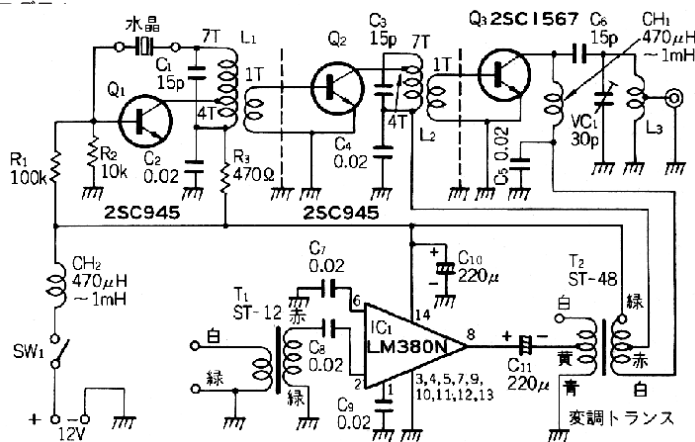 水晶
7T
L₁
C₁
15p
Q₁
4T
1T
Q₂
C₃
15p
7T
1T
4T
L₂
Q₃ 2SC1567
C₆
15p
CH₁
470μH
~1mH
VC₁
30p
L₃
R₁
100k
R₂
10k
C₂
0.02
R₃
470Ω
C₄
0.02
C₅ 0.02
2SC945
2SC945
CH₂
470μH
~1mH
SW₁
+
-
12V
T₁
ST-12
白
緑
赤
緑
C₇
0.02
C₈
0.02
C₉
0.02
6
2
1
14
8
IC₁
LM380N
3,4,5,7,9,
10,11,12,13
+
-
C₁₀
220μ
+
-
C₁₁
220μ
T₂
ST-48
白
黄
青
緑
赤
白
変調トランス